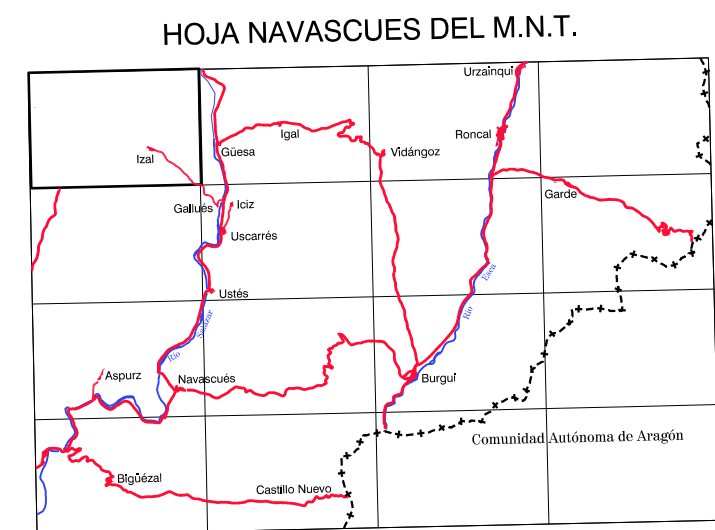 HOJA NAVASCUES DEL M.N.T.
Urzainqui
Igal
Roncal
Izal
Güesa
Vidángoz
Garde
Gallués
Iciz
Uscarrés
Río
Esca
Ustés
Río
Salazar
Aspurz
Navascués
Burgui
Comunidad Autónoma de Aragón
Bigüézal
Castillo Nuevo